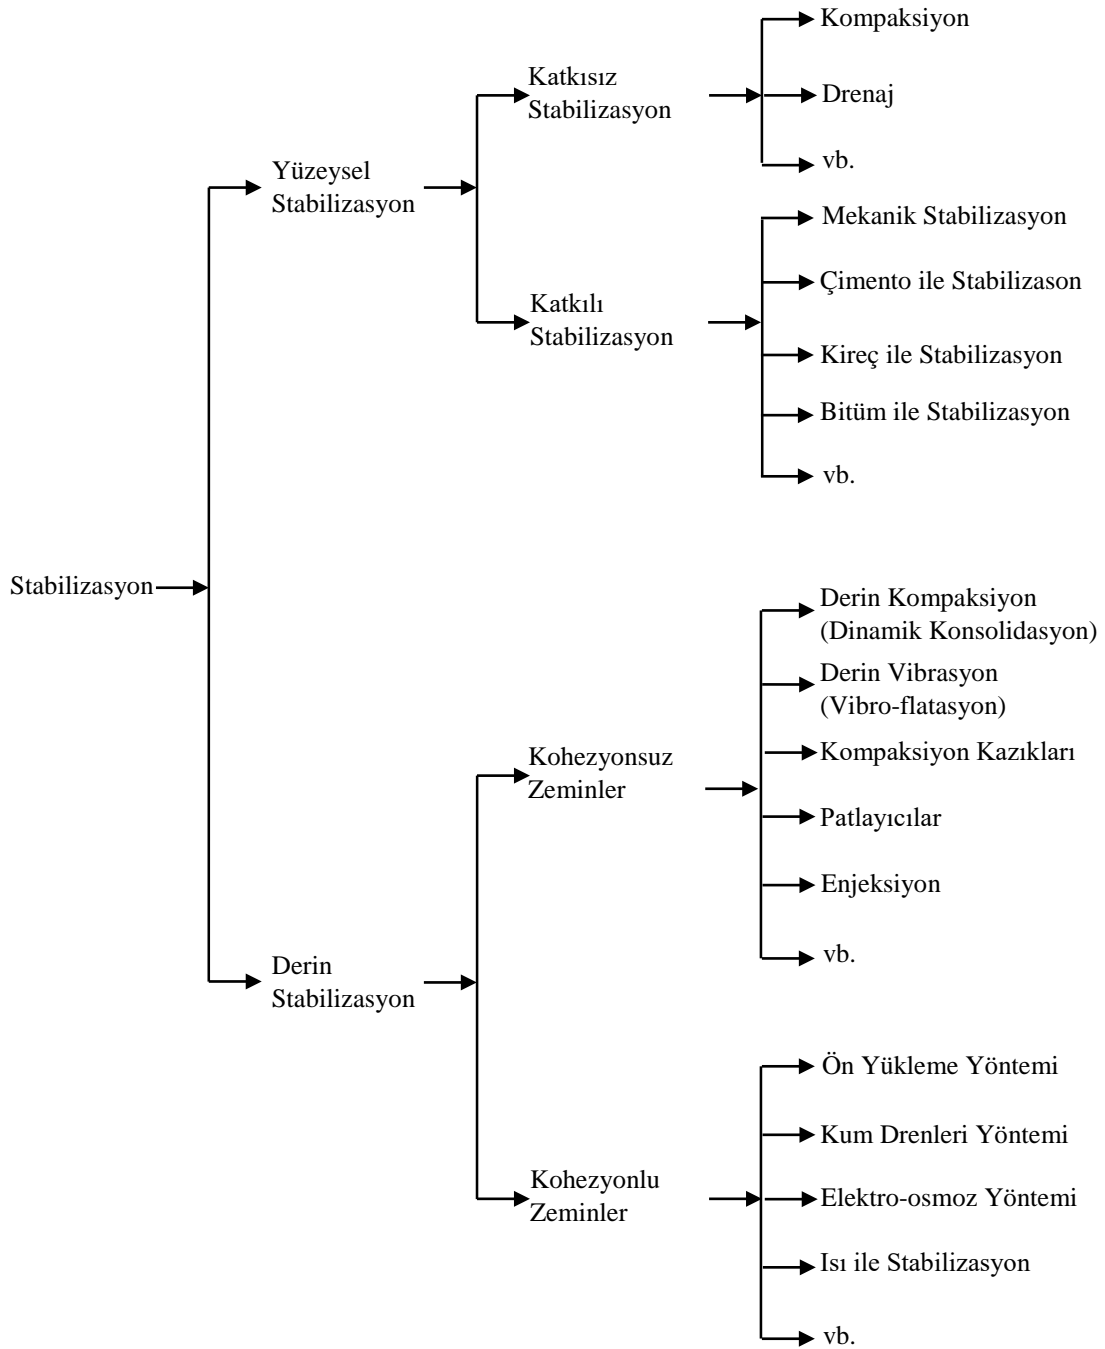 Kompaksiyon
Katkısız
Stabilizasyon
Drenaj
vb.
Yüzeysel
Stabilizasyon
Mekanik Stabilizasyon
Çimento ile Stabilizason
Katkılı
Stabilizasyon
Kireç ile Stabilizasyon
Bitüm ile Stabilizasyon
vb.
Stabilizasyon
Derin Kompaksiyon
(Dinamik Konsolidasyon)
Derin Vibrasyon
(Vibro-flatasyon)
Kohezyonsuz
Zeminler
Kompaksiyon Kazıkları
Patlayıcılar
Enjeksiyon
vb.
Derin
Stabilizasyon
Ön Yükleme Yöntemi
Kum Drenleri Yöntemi
Kohezyonlu
Zeminler
Elektro-osmoz Yöntemi
Isı ile Stabilizasyon
vb.